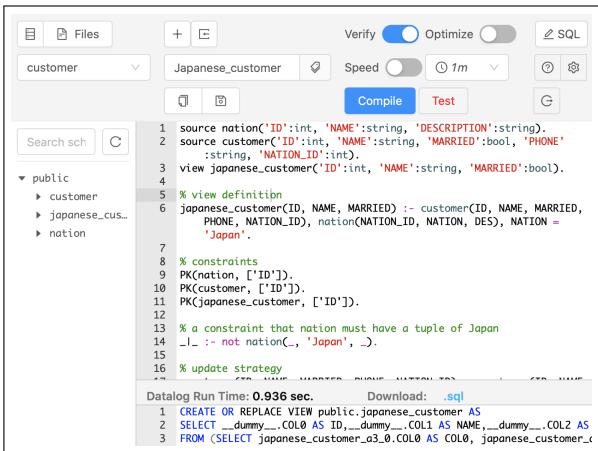 Files
Verify
Optimize
SQL
customer
Japanese_customer
Speed
1m
Compile
Test
Search sch
public
customer
japanese_cus…
nation
1 source nation('ID':int, 'NAME':string, 'DESCRIPTION':string).
2 source customer('ID':int, 'NAME':string, 'MARRIED':bool, 'PHONE'
:string, 'NATION_ID':int).
3 view japanese_customer('ID':int, 'NAME':string, 'MARRIED':bool).
4
5 % view definition
6 japanese_customer(ID, NAME, MARRIED) :- customer(ID, NAME, MARRIED,
PHONE, NATION_ID), nation(NATION_ID, NATION, DES), NATION =
'Japan'.
7
8 % constraints
9 PK(nation, ['ID']).
10 PK(customer, ['ID']).
11 PK(japanese_customer, ['ID']).
12
13 % a constraint that nation must have a tuple of Japan
14 _|_ :- not nation(_, 'Japan', _).
15
16 % update strategy
Datalog Run Time: 0.936 sec. Download: .sql
1 CREATE OR REPLACE VIEW public.japanese_customer AS
2 SELECT __dummy__.COL0 AS ID,__dummy__.COL1 AS NAME,__dummy__.COL2 AS
3 FROM (SELECT japanese_customer_a3_0.COL0 AS COL0, japanese_customer_